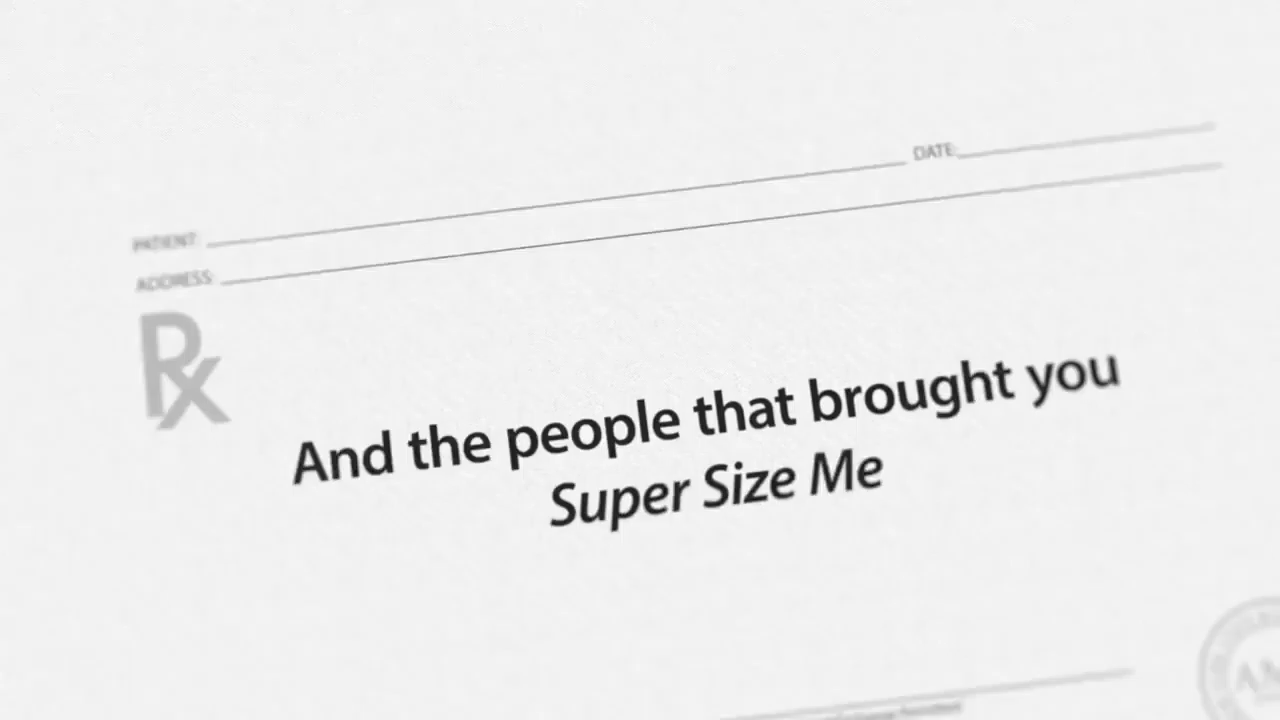 PATIENT: DATE:
ADDRESS:
Rx
And the people that brought you
Super Size Me